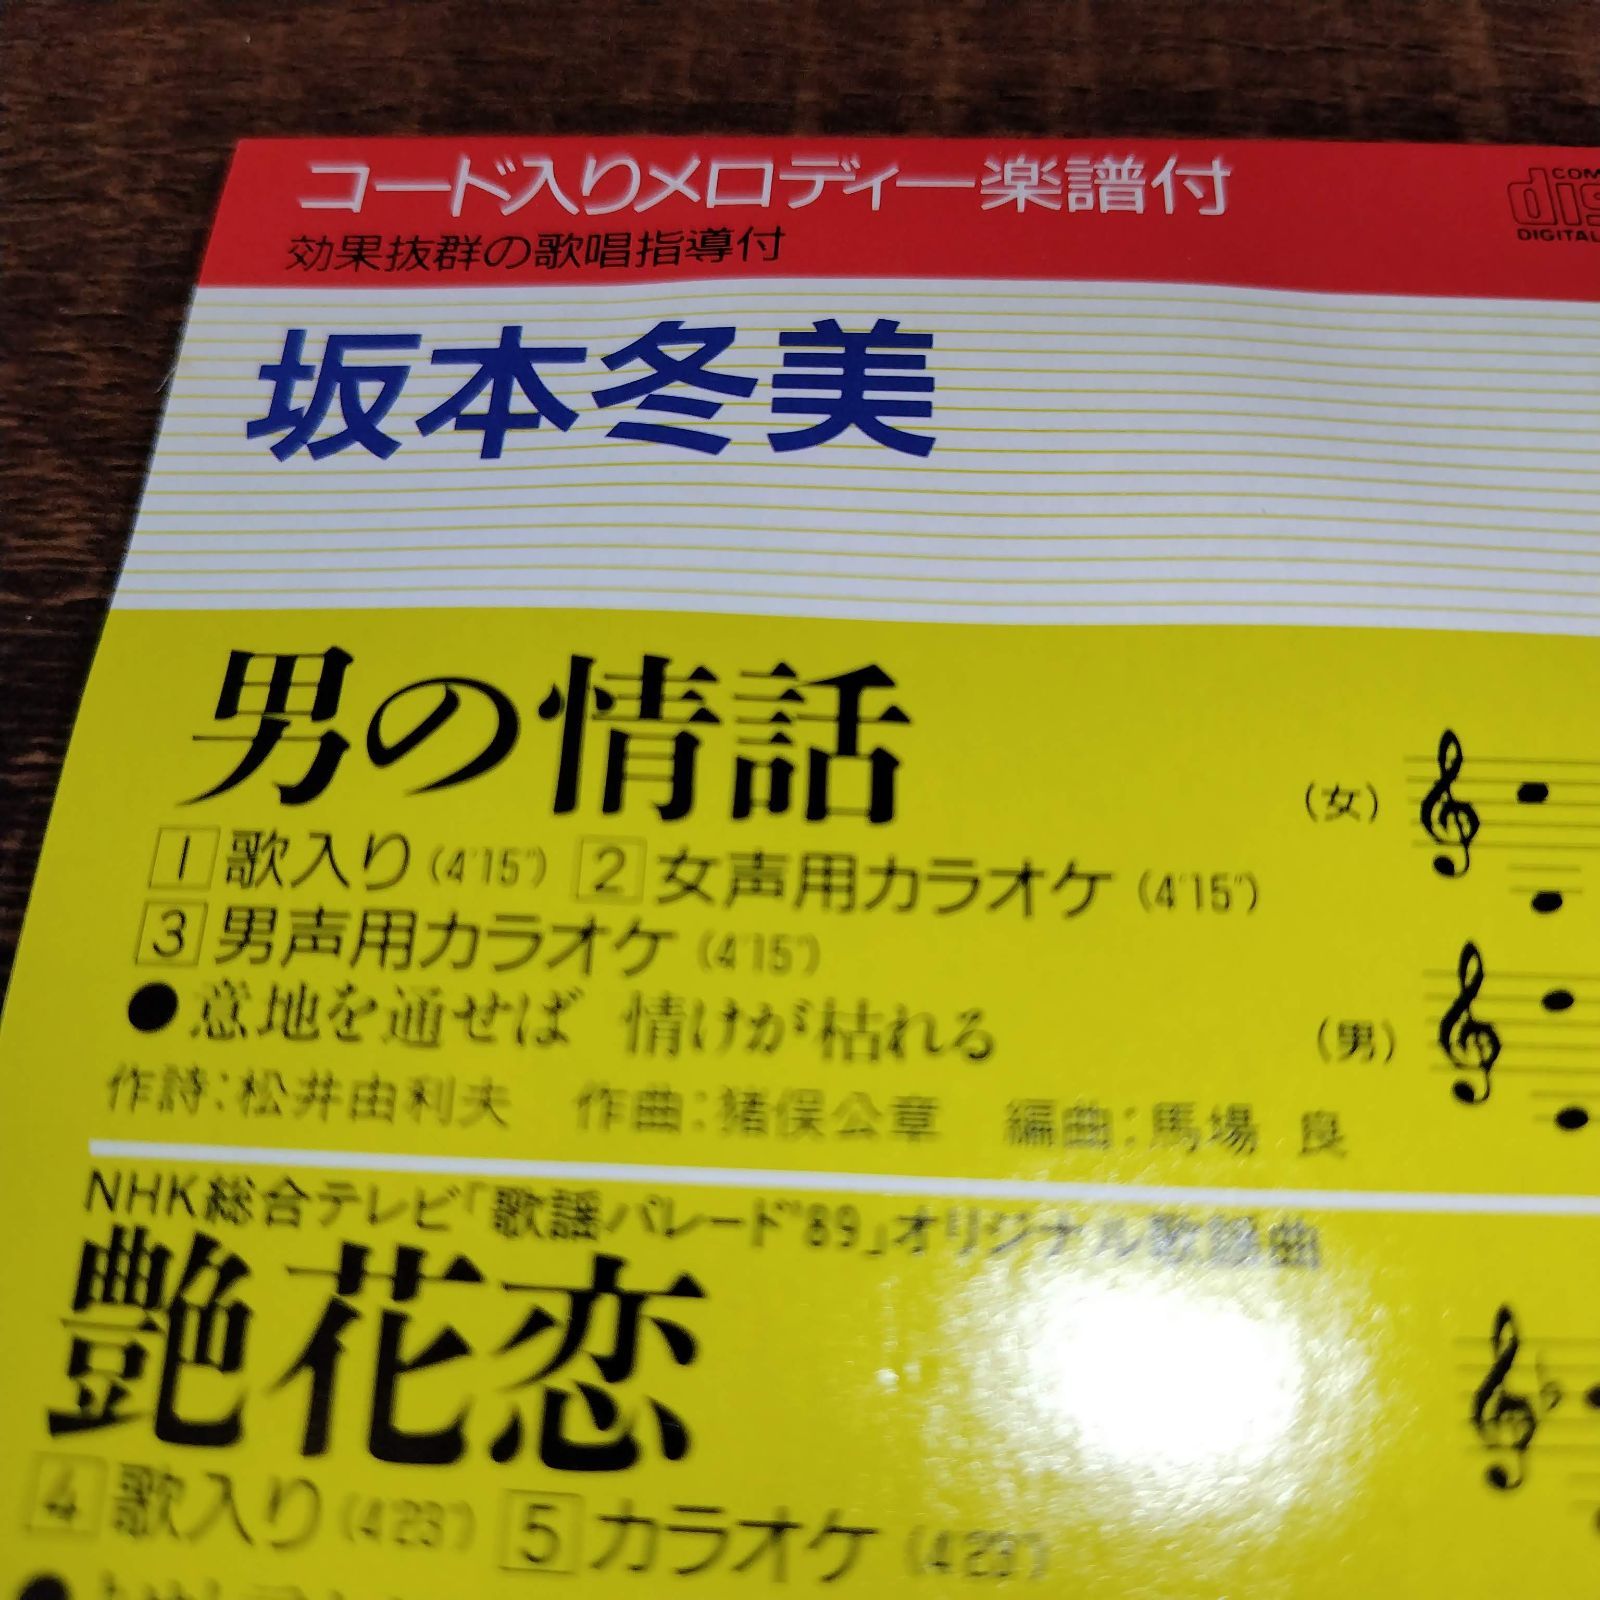 コード入りメロディー楽譜付
効果抜群の歌唱指導付
DIGITAL
坂本冬美
男の情話
1 歌入り(4'15") 2 女声用カラオケ(4'15")
3 男声用カラオケ(4'15")
(女)
(男)
●意地を通せば 情けが枯れる
作詩:松井由利夫 作曲:猪俣公章 編曲:馬場 良
NHK総合テレビ「歌謡パレード'89」オリジナル歌謡曲
艶花恋
4 歌入り(4'23") 5 カラオケ(4'23")